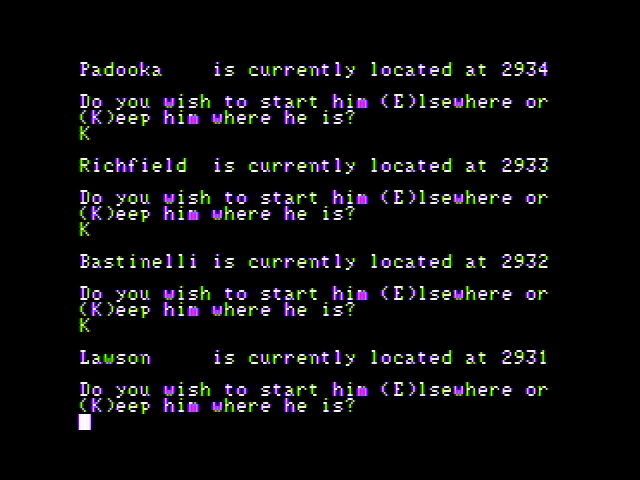 Padooka    is currently located at 2934
Do you wish to start him (E)lsewhere or
(K)eep him where he is?
K
Richfield  is currently located at 2933
Do you wish to start him (E)lsewhere or
(K)eep him where he is?
K
Bastinelli is currently located at 2932
Do you wish to start him (E)lsewhere or
(K)eep him where he is?
K
Lawson     is currently located at 2931
Do you wish to start him (E)lsewhere or
(K)eep him where he is?